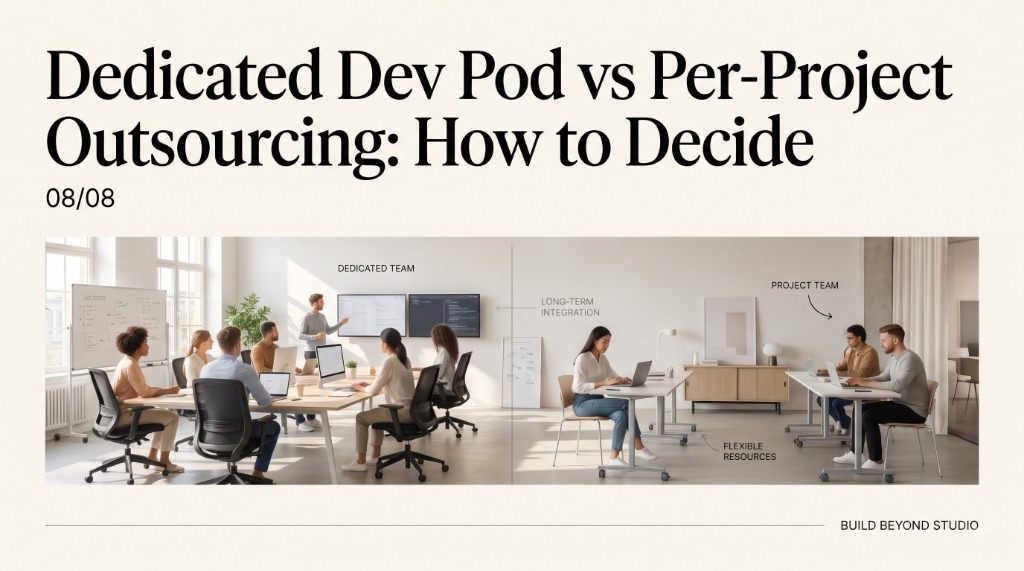 Dedicated Dev Pod vs Per-Project
Outsourcing: How to Decide
08/08
DEDICATED TEAM
LONG-TERM
INTEGRATION
PROJECT TEAM
FLEXIBLE
RESOURCES
BUILD BEYOND STUDIO